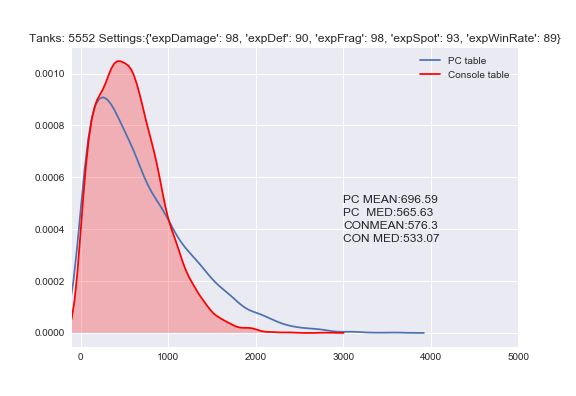 Tanks: 5552 Settings:{'expDamage': 98, 'expDef': 90, 'expFrag': 98, 'expSpot': 93, 'expWinRate': 89}
PC table
Console table
0.0010
0.0008
0.0006
0.0004
0.0002
0.0000
PC MEAN:696.59
PC  MED:565.63
CONMEAN:576.3
CON MED:533.07
0
1000
2000
3000
4000
5000